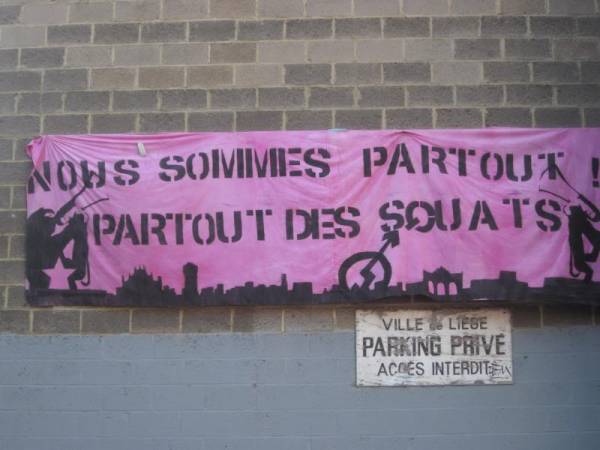 NOUS SOMMES PARTOUT !
PARTOUT DES SQUATS
VILLE de LIEGE
PARKING PRIVÉ
ACCÈS INTERDIT